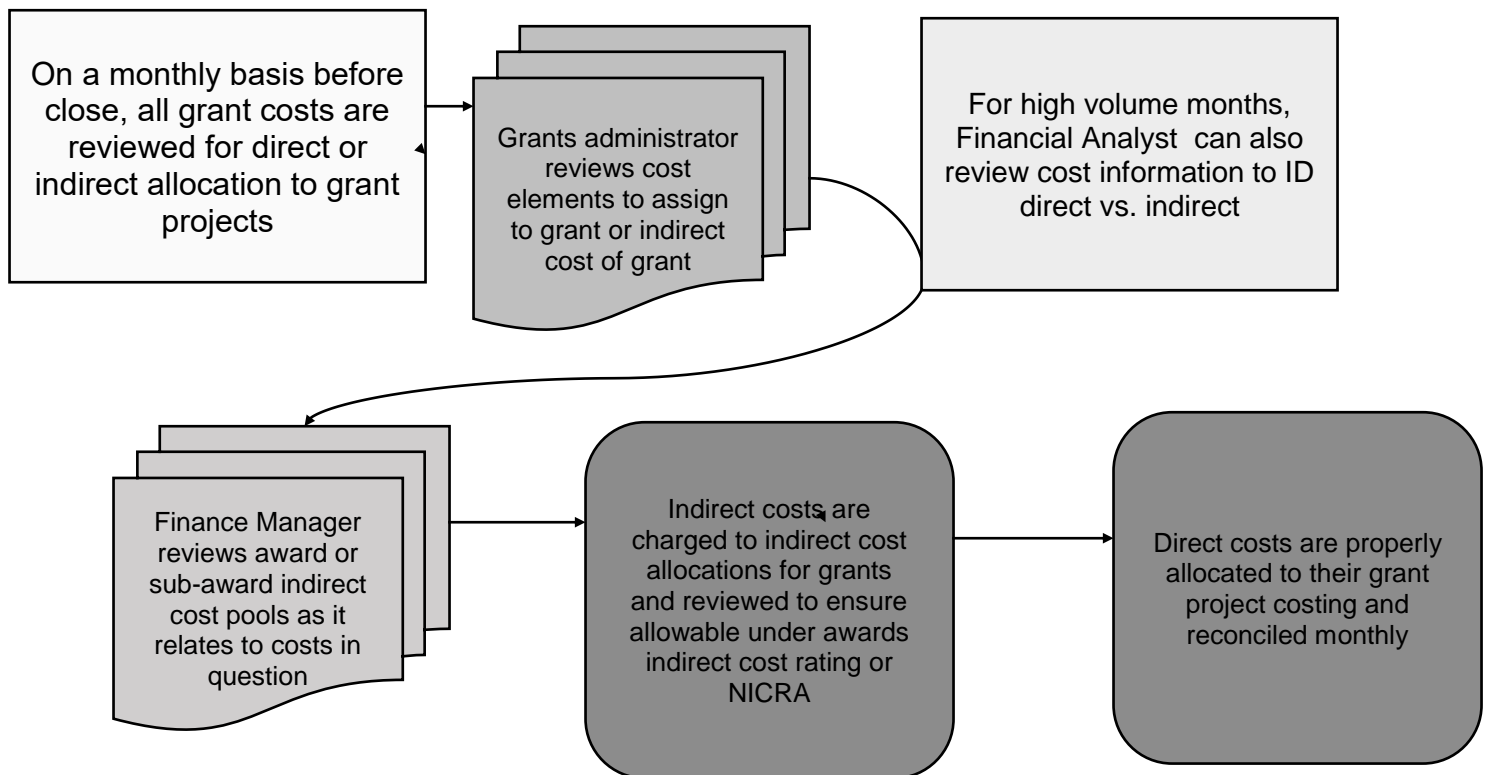 On a monthly basis before
close, all grant costs are
reviewed for direct or
indirect allocation to grant
projects
Grants administrator
reviews cost
elements to assign
to grant or indirect
cost of grant
For high volume months,
Financial Analyst  can also
review cost information to ID
direct vs. indirect
Finance Manager
reviews award or
sub-award indirect
cost pools as it
relates to costs in
question
Indirect costs are
charged to indirect cost
allocations for grants
and reviewed to ensure
allowable under awards
indirect cost rating or
NICRA
Direct costs are properly
allocated to their grant
project costing and
reconciled monthly